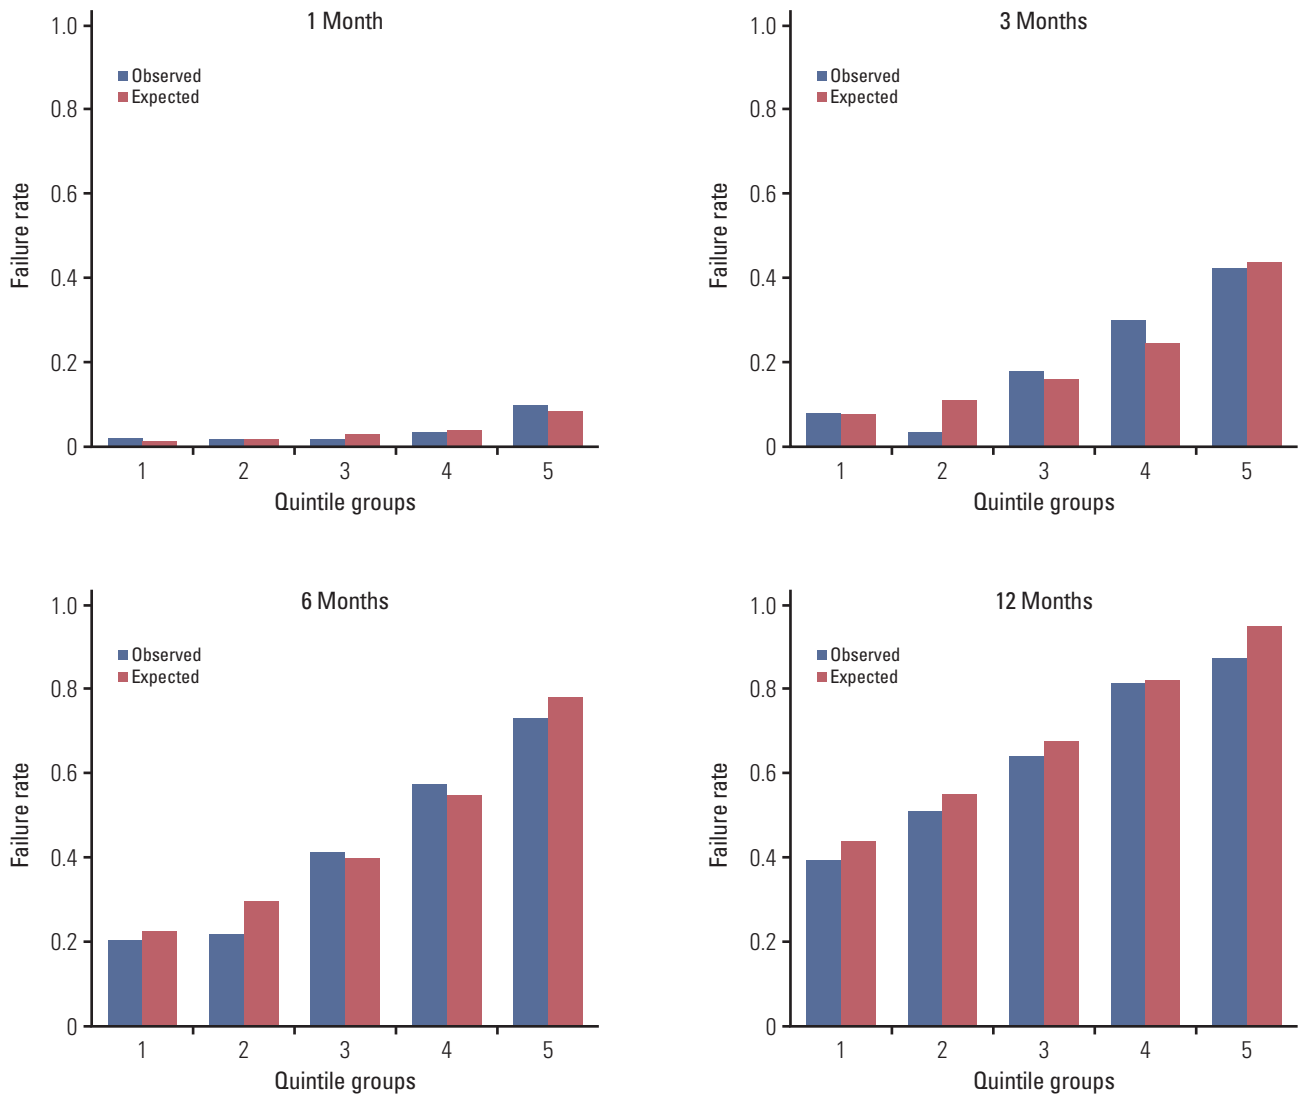 1 Month
1.0
0.8
0.6
0.4
0.2
0
Failure rate
Observed
Expected
1 2 3 4 5
Quintile groups
3 Months
1.0
0.8
0.6
0.4
0.2
0
Failure rate
Observed
Expected
1 2 3 4 5
Quintile groups
6 Months
1.0
0.8
0.6
0.4
0.2
0
Failure rate
Observed
Expected
1 2 3 4 5
Quintile groups
12 Months
1.0
0.8
0.6
0.4
0.2
0
Failure rate
Observed
Expected
1 2 3 4 5
Quintile groups